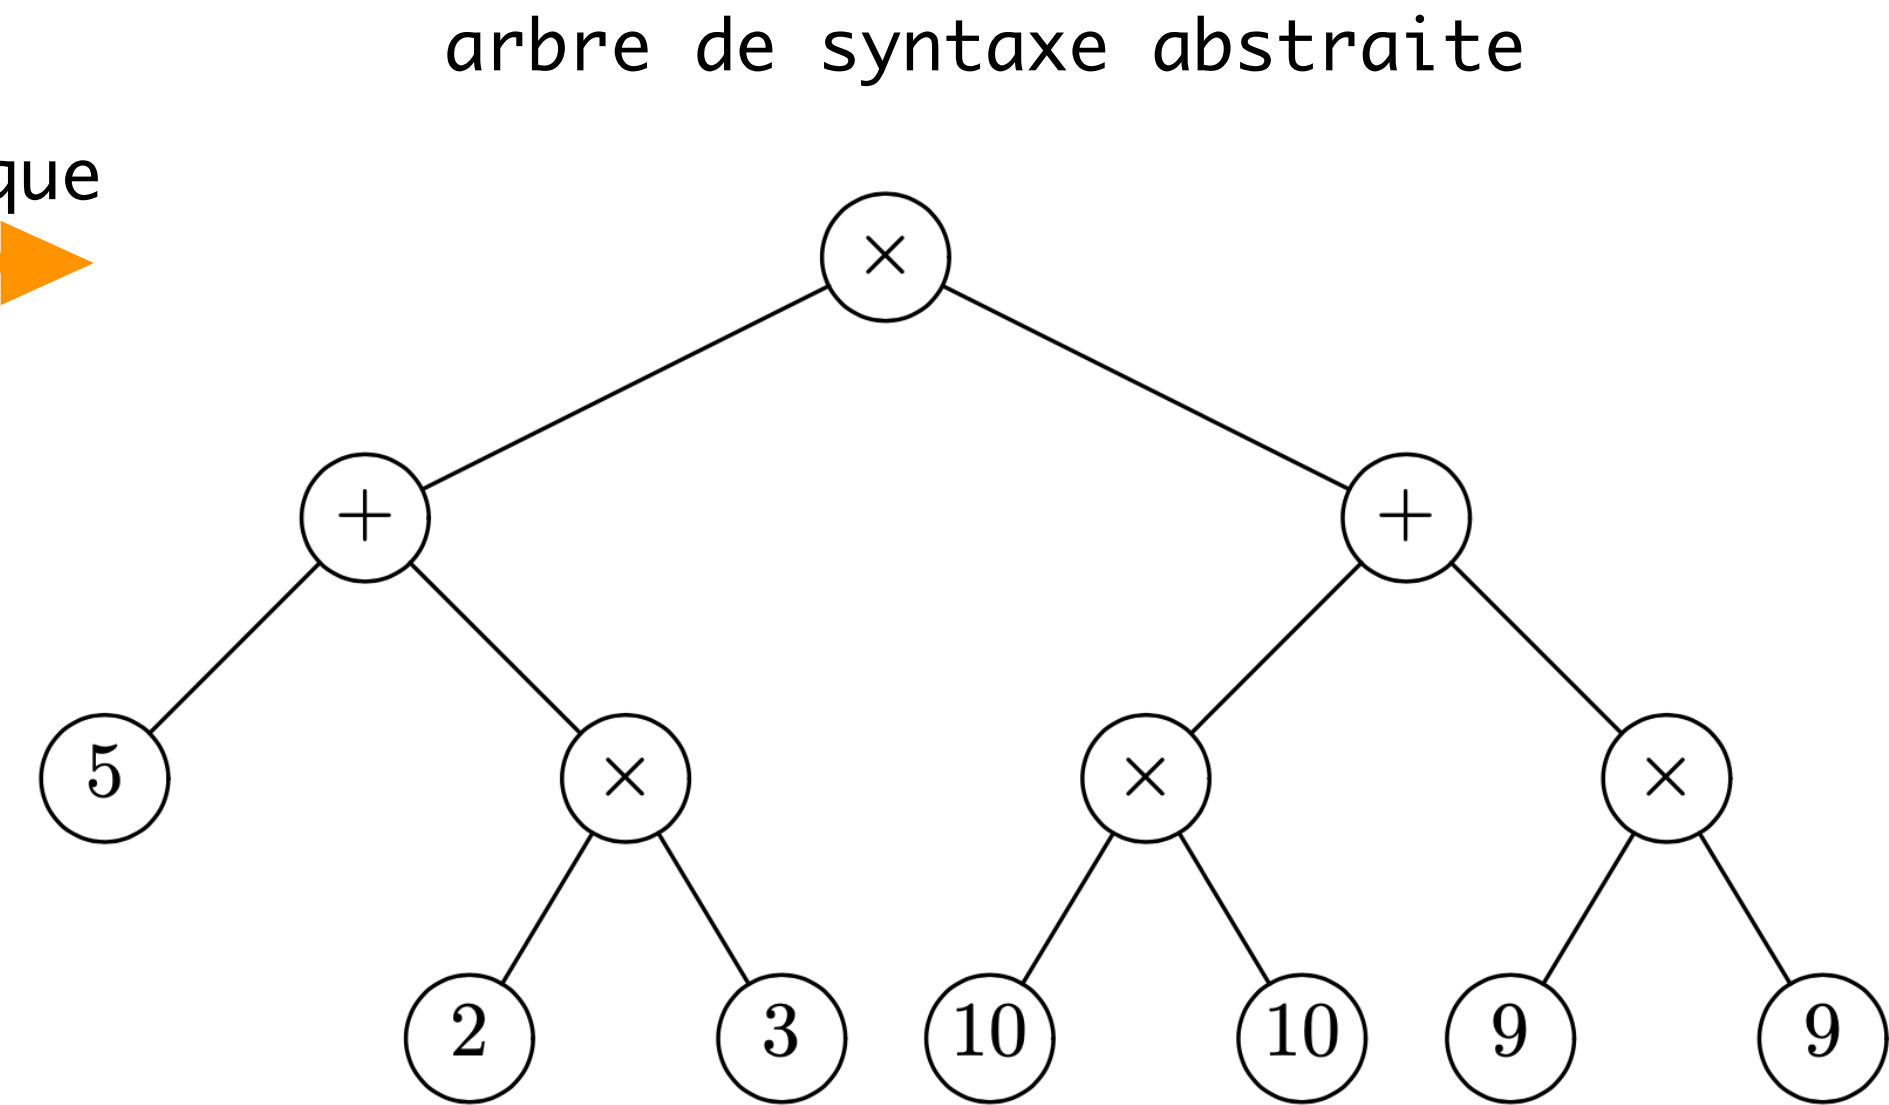 arbre de syntaxe abstraite
que
×
+ +
5 × × ×
2 3 10 10 9 9